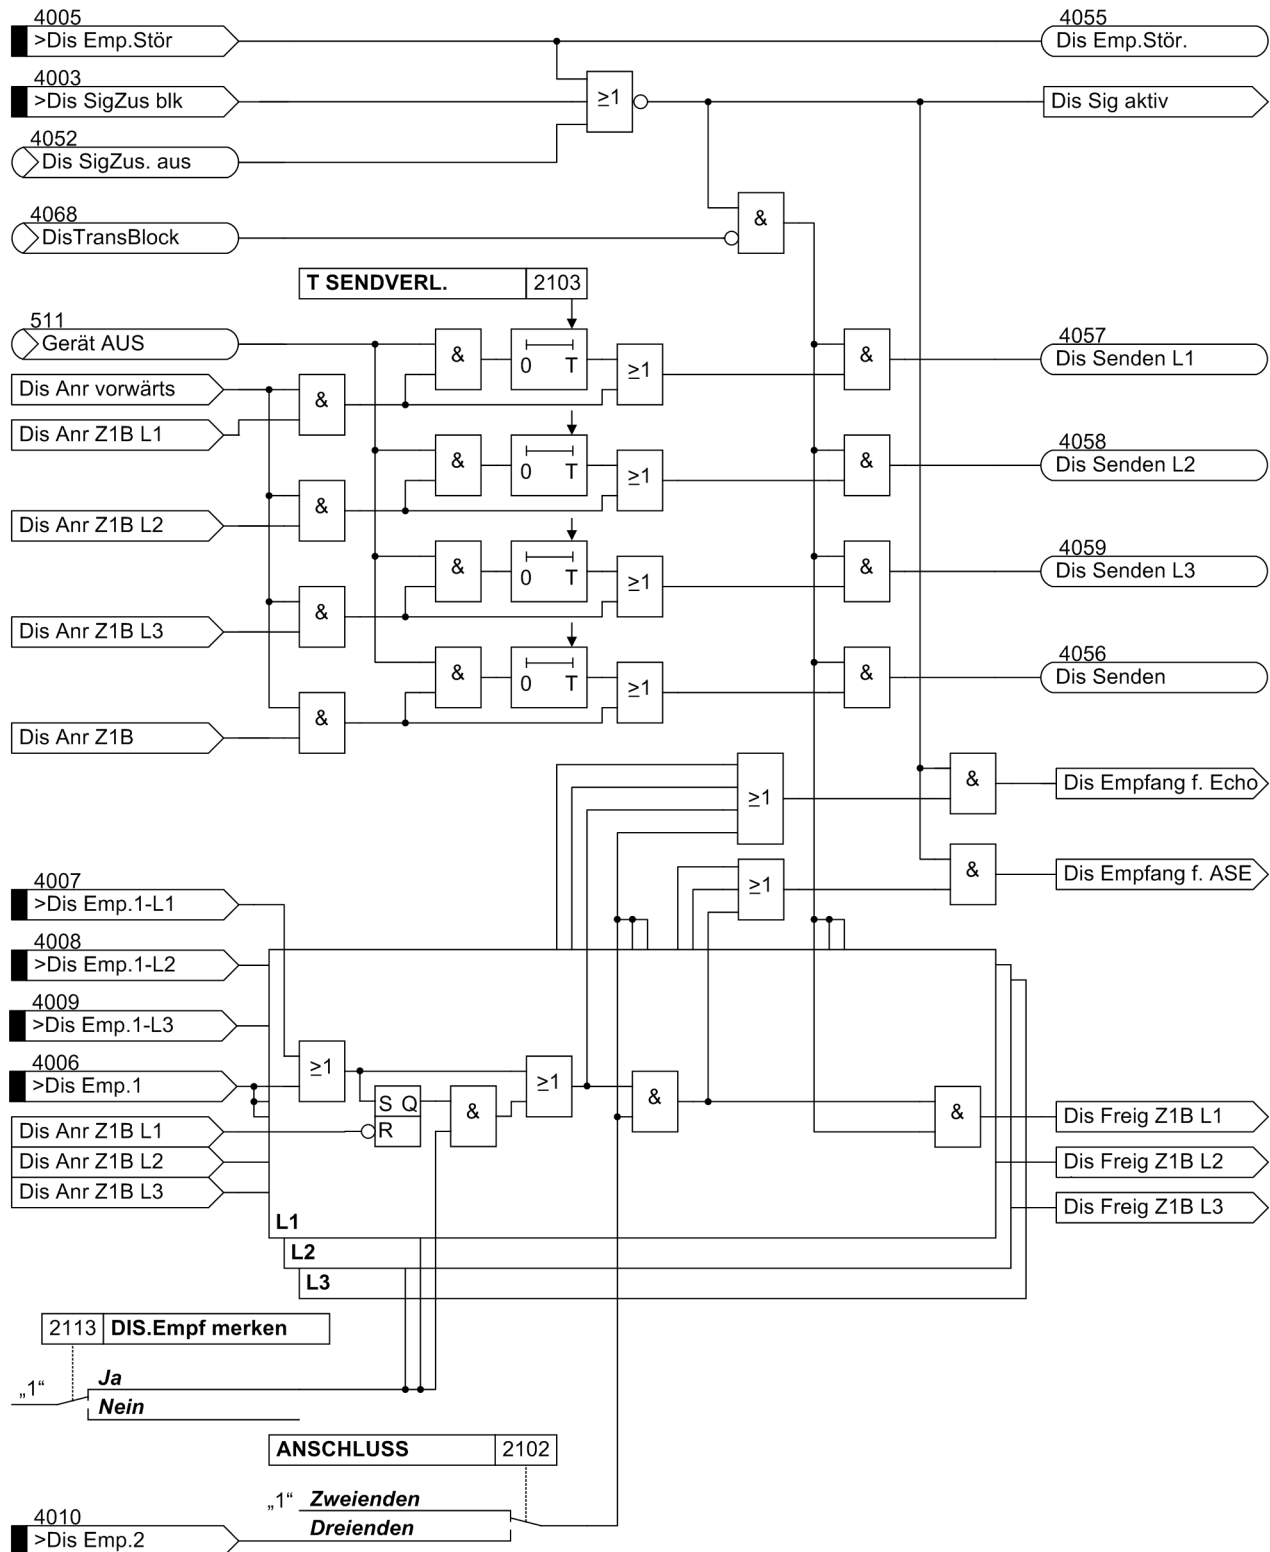 4005
>Dis Emp.Stör
4055
Dis Emp.Stör.
4003
>Dis SigZus blk
≥1
Dis Sig aktiv
4052
Dis SigZus. aus
4068
DisTransBlock
&
T SENDVERL. 2103
511
Gerät AUS
& 0 T ≥1 &
4057
Dis Senden L1
Dis Anr vorwärts
&
Dis Anr Z1B L1
& 0 T ≥1 &
4058
Dis Senden L2
&
Dis Anr Z1B L2
& 0 T ≥1 &
4059
Dis Senden L3
&
Dis Anr Z1B L3
& 0 T ≥1 &
4056
Dis Senden
&
Dis Anr Z1B
≥1
&
Dis Empfang f. Echo
≥1
&
Dis Empfang f. ASE
4007
>Dis Emp.1-L1
4008
>Dis Emp.1-L2
4009
>Dis Emp.1-L3
4006
>Dis Emp.1
≥1
S Q
R
&
≥1
&
&
Dis Anr Z1B L1
Dis Anr Z1B L2
Dis Anr Z1B L3
Dis Freig Z1B L1
Dis Freig Z1B L2
Dis Freig Z1B L3
L1
L2
L3
2113 DIS.Empf merken
„1“
Ja
Nein
ANSCHLUSS 2102
„1“ Zweienden
Dreienden
4010
>Dis Emp.2